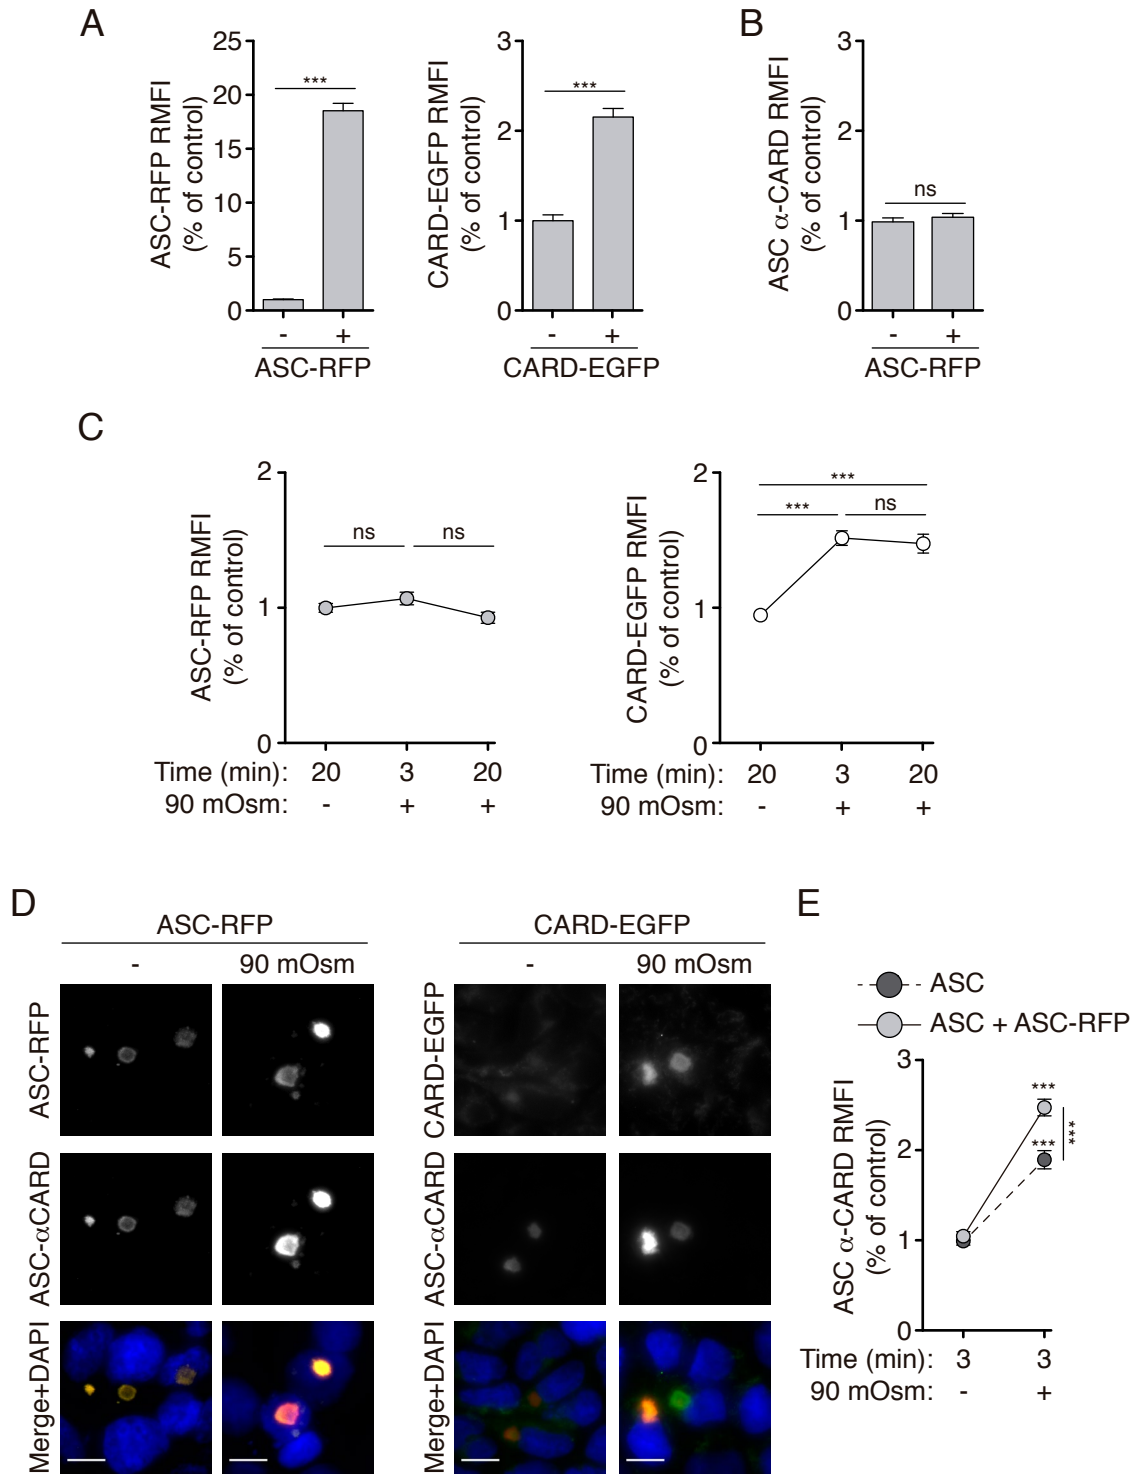 A
ASC-RFP RMFI
(% of control)
25
20
15
10
5
0
***
- +
ASC-RFP
CARD-EGFP RMFI
(% of control)
3
2
1
0
***
- +
CARD-EGFP
B
ASC α-CARD RMFI
(% of control)
3
2
1
0
ns
- +
ASC-RFP
C
ASC-RFP RMFI
(% of control)
2
1
0
ns ns
Time (min): 20 3 20
90 mOsm: - + +
CARD-EGFP RMFI
(% of control)
2
1
0
***
*** ns
Time (min): 20 3 20
90 mOsm: - + +
D
ASC-RFP
- 90 mOsm
ASC-RFP
ASC-αCARD
Merge+DAPI
CARD-EGFP
- 90 mOsm
CARD-EGFP
ASC-αCARD
Merge+DAPI
E
ASC
ASC + ASC-RFP
ASC α-CARD RMFI
(% of control)
3
2
1
0
***
***
***
Time (min): 3 3
90 mOsm: - +